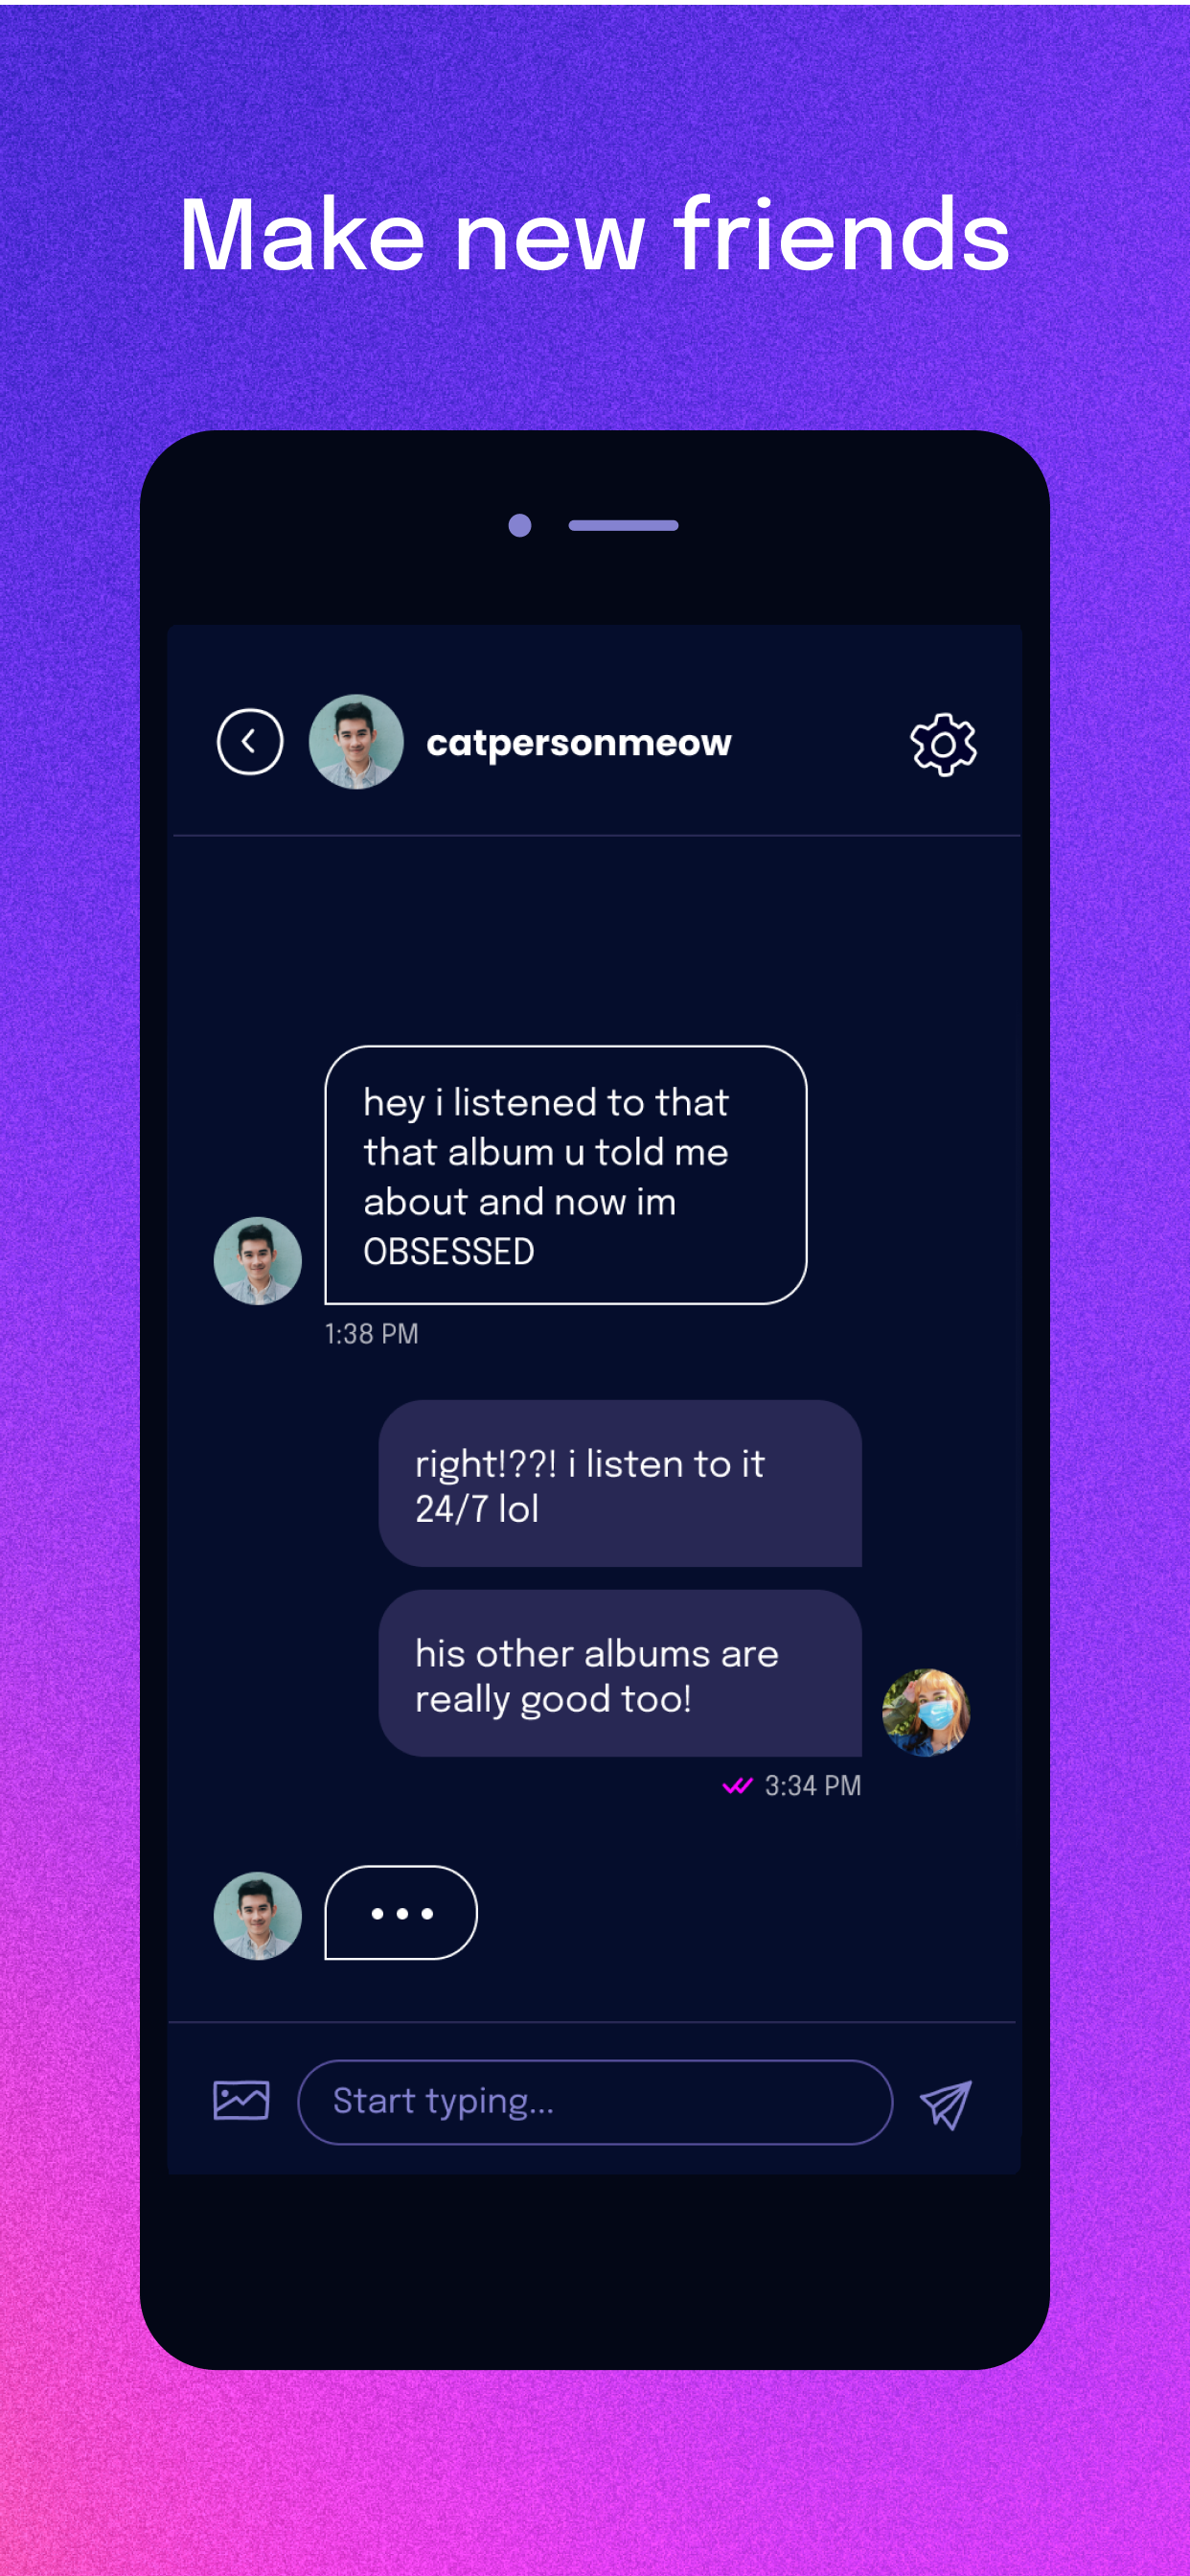 Make new friends
catpersonmeow
hey i listened to that
that album u told me
about and now im
OBSESSED
1:38 PM
right!??! i listen to it
24/7 lol
his other albums are
really good too!
3:34 PM
Start typing...